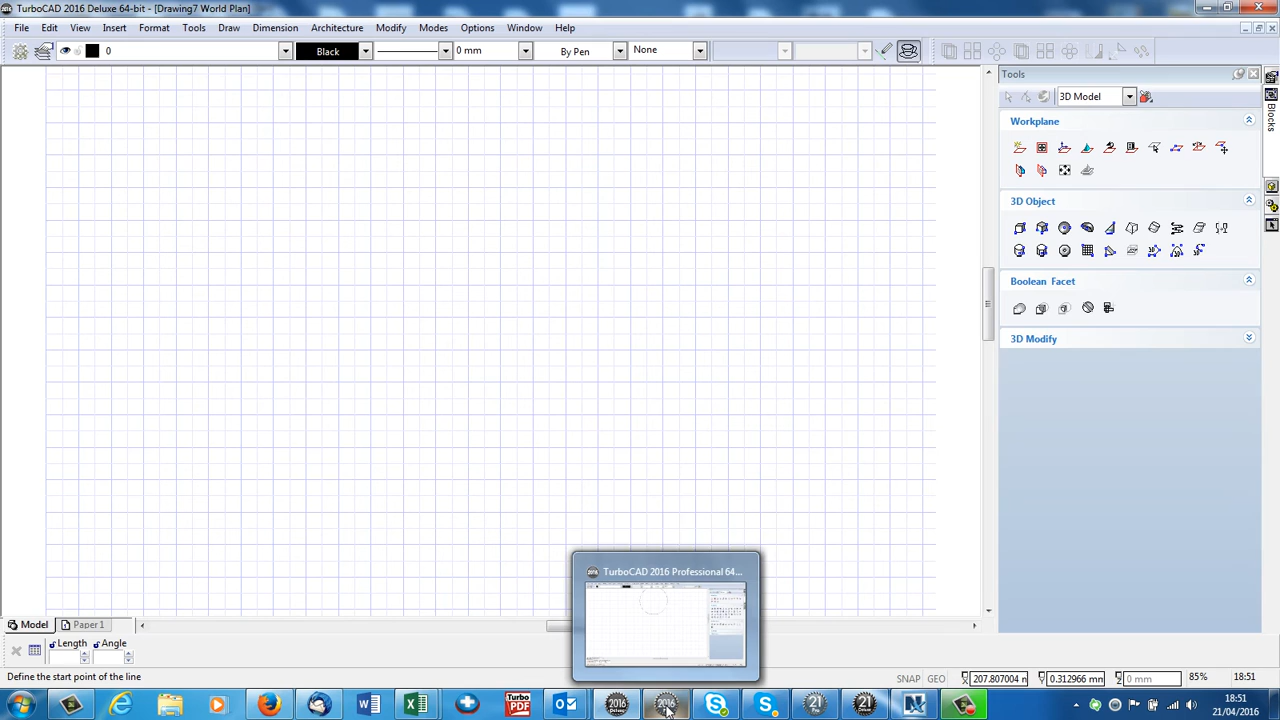 TurboCAD 2016 Deluxe 64-bit - [Drawing7 World Plan]
File Edit View Insert Format Tools Draw Dimension Architecture Modify Modes Options Window Help
0 Black 0 mm By Pen None
Tools
3D Model
Workplane
3D Object
Boolean Facet
3D Modify
Blocks
TurboCAD 2016 Professional 64...
Model Paper1
Length Angle
Define the start point of the line
SNAP GEO 207.807004 n 0.312966 mm 0 mm 85% 18:51
18:51
21/04/2016